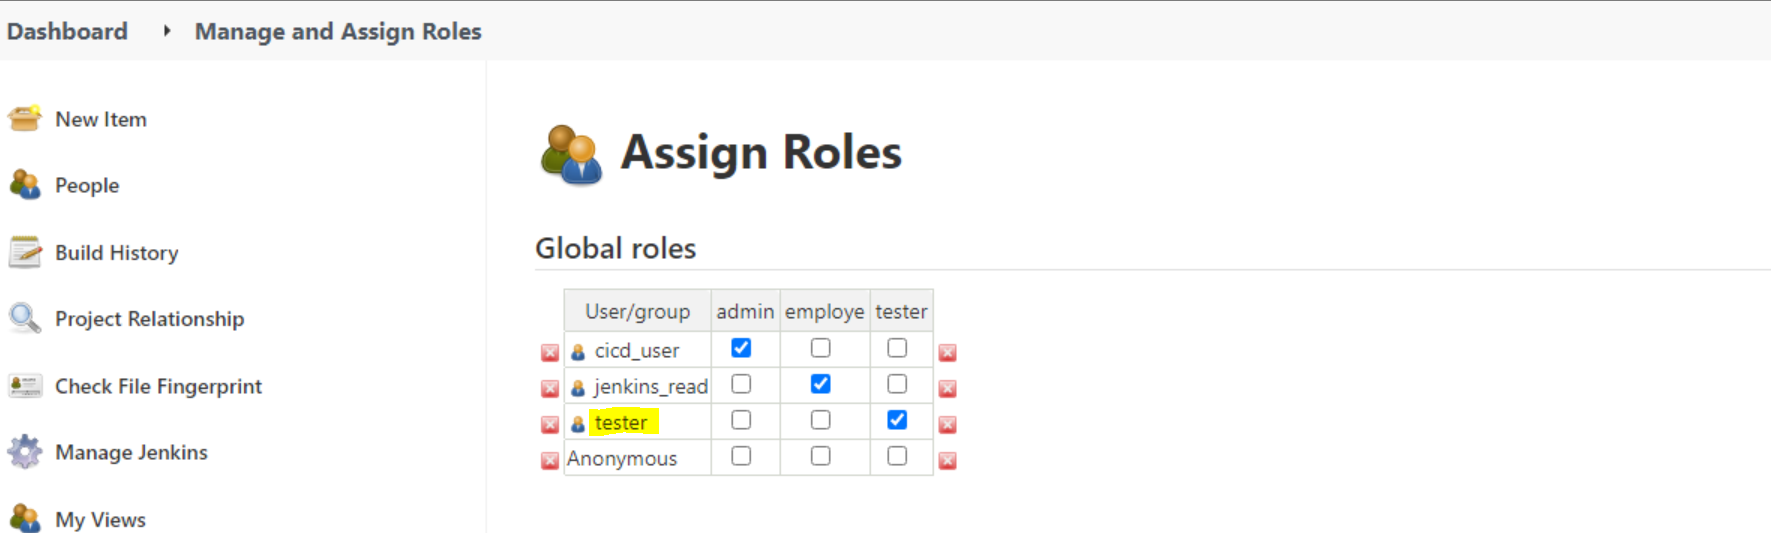 Dashboard Manage and Assign Roles
New Item
People
Build History
Project Relationship
Check File Fingerprint
Manage Jenkins
My Views
Assign Roles
Global roles
User/group admin employe tester
cicd_user
jenkins_read
tester
Anonymous